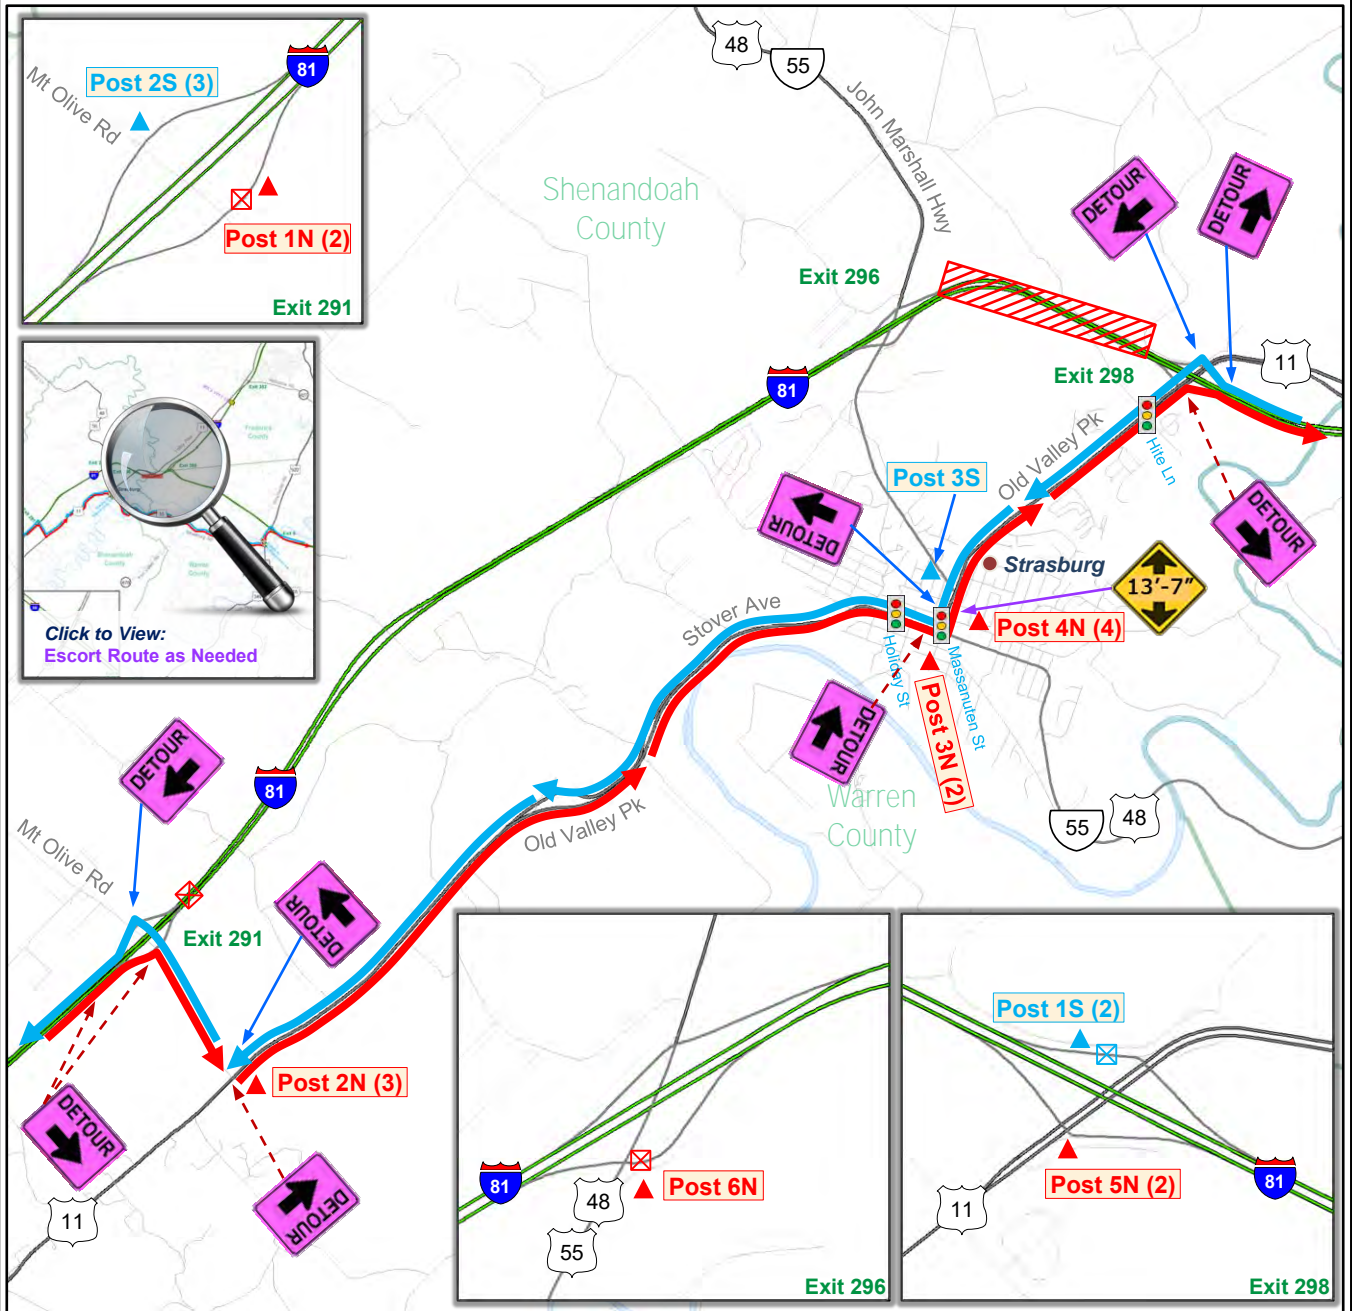 81
Post 2S (3)
Mt Olive Rd
Post 1N (2)
Exit 291
48
55
John Marshall Hwy
Shenandoah
County
DETOUR
DETOUR
Exit 296
11
Exit 298
81
Old Valley Pk
Hite Ln
Post 3S
DETOUR
DETOUR
Strasburg
13'-7"
Stover Ave
Post 4N (4)
Holiday St
Massanuten St
Post 3N (2)
DETOUR
Warren
County
55
48
Click to View:
Escort Route as Needed
DETOUR
81
Old Valley Pk
Mt Olive Rd
Exit 291
DETOUR
Post 2N (3)
DETOUR
DETOUR
11
81
48
Post 6N
55
Exit 296
Post 1S (2)
Post 5N (2)
81
11
Exit 298